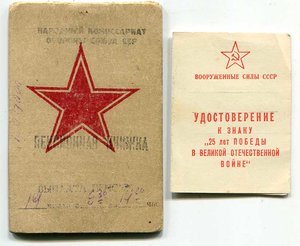 НАРОДНЫЙ КОМИССАРИАТ
ОБОРОНЫ СОЮЗА ССР
ПЕНСИОННАЯ КНИЖКА
ВООРУЖЕННЫЕ СИЛЫ СССР
УДОСТОВЕРЕНИЕ
К ЗНАКУ
„25 лет ПОБЕДЫ
В ВЕЛИКОЙ ОТЕЧЕСТВЕННОЙ
ВОЙНЕ"